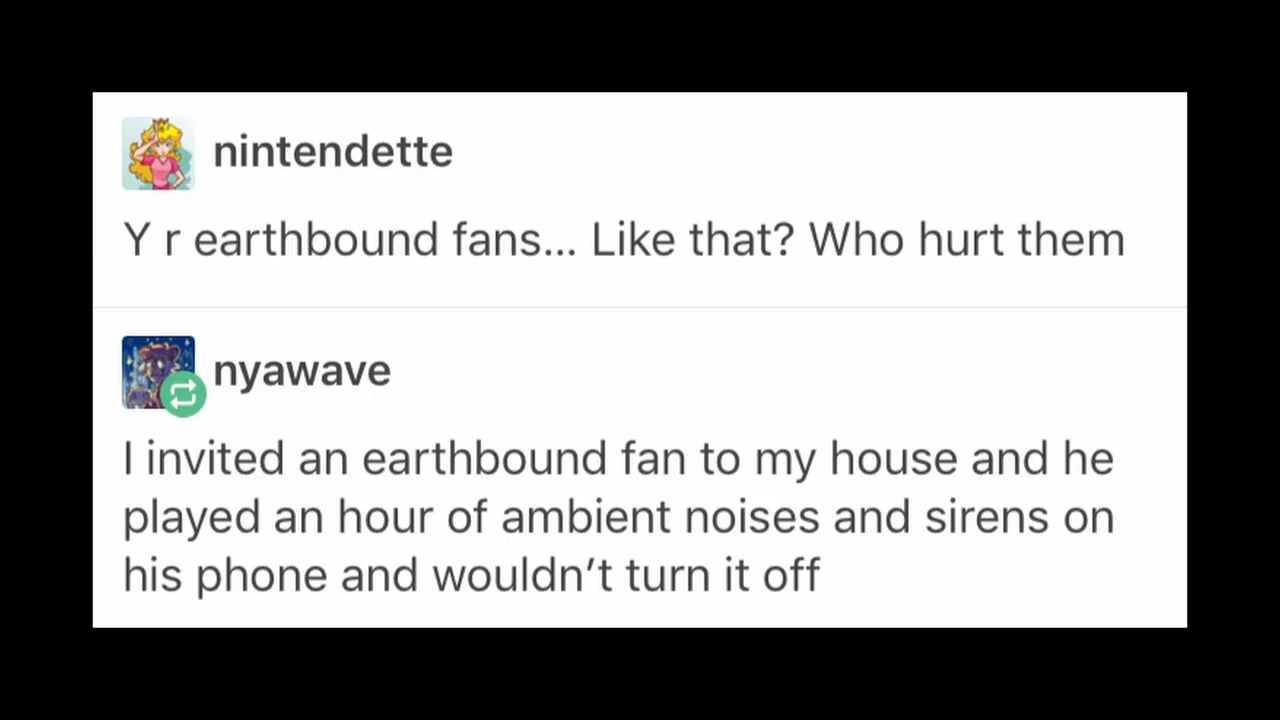 nintendette
Y r earthbound fans... Like that? Who hurt them
nyawave
I invited an earthbound fan to my house and he
played an hour of ambient noises and sirens on
his phone and wouldn’t turn it off